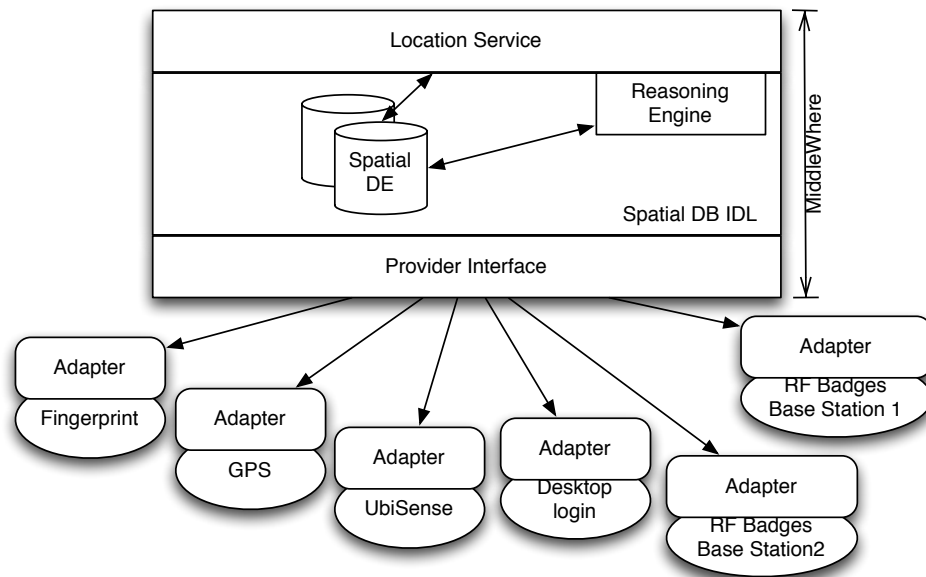 Location Service
Reasoning
Engine
Spatial
DE
Spatial DB IDL
MiddleWhere
Provider Interface
Adapter
Fingerprint
Adapter
GPS
Adapter
UbiSense
Adapter
Desktop
login
Adapter
RF Badges
Base Station2
Adapter
RF Badges
Base Station 1